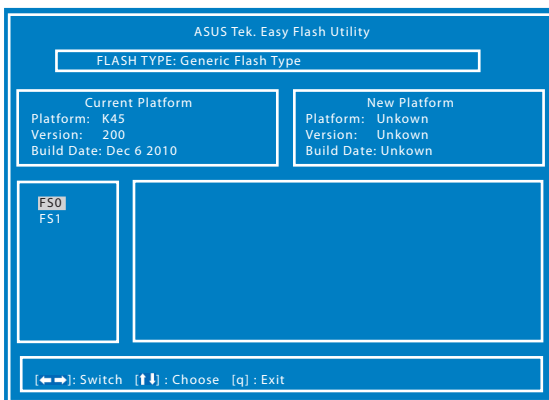 ASUS Tek. Easy Flash Utility
FLASH TYPE: Generic Flash Type
Current Platform
Platform: K45
Version: 200
Build Date: Dec 6 2010
New Platform
Platform: Unkown
Version: Unkown
Build Date: Unkown
FS0
FS1
[⬅➡]: Switch [⬆⬇] : Choose [q] : Exit